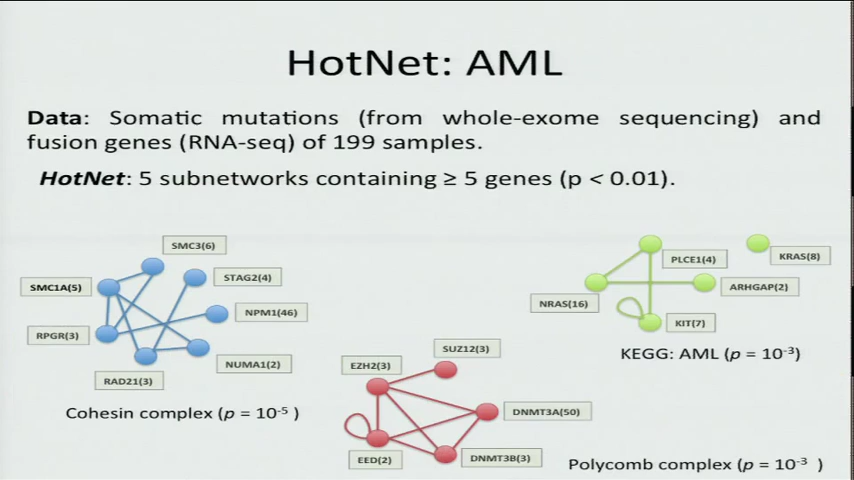 HotNet: AML
Data: Somatic mutations (from whole-exome sequencing) and
fusion genes (RNA-seq) of 199 samples.
HotNet: 5 subnetworks containing ≥ 5 genes (p < 0.01).
SMC3(6)
STAG2(4)
SMC1A(5)
NPM1(46)
RPGR(3)
NUMA1(2)
RAD21(3)
Cohesin complex (p = 10-5 )
SUZ12(3)
EZH2(3)
DNMT3A(50)
DNMT3B(3)
EED(2)
Polycomb complex (p = 10-3 )
PLCE1(4)
KRAS(8)
ARHGAP(2)
NRAS(16)
KIT(7)
KEGG: AML (p = 10-3)